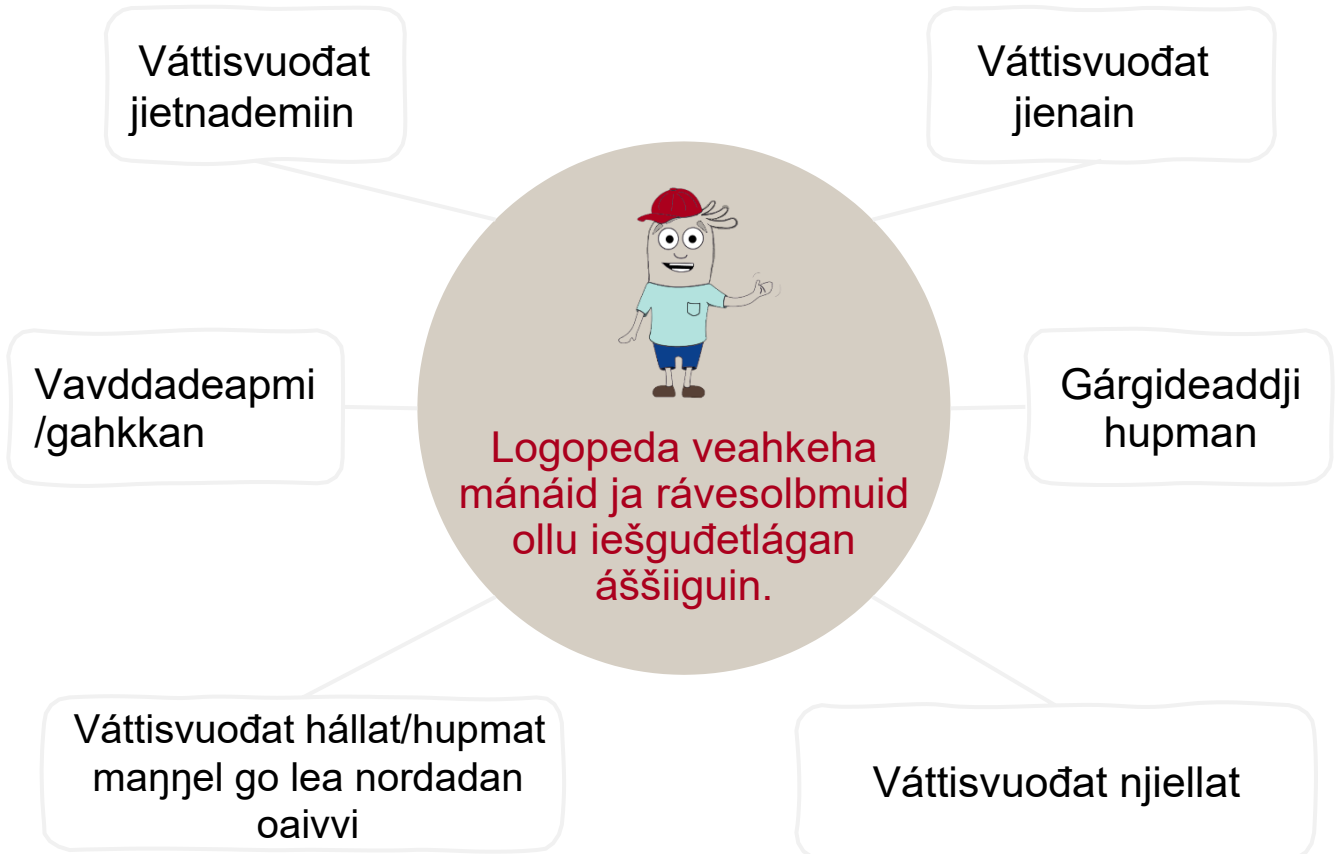 Váttisvuođat
jietnademiin
Váttisvuođat
jienain
Vavddadeapmi
/gahkkan
Logopeda veahkeha
mánáid ja rávesolbmuid
ollu iešguđetlágan
áššiiguin.
Gárgideaddji
hupman
Váttisvuođat hállat/hupmat
maŋŋel go lea nordadan
oaivvi
Váttisvuođat njiellat